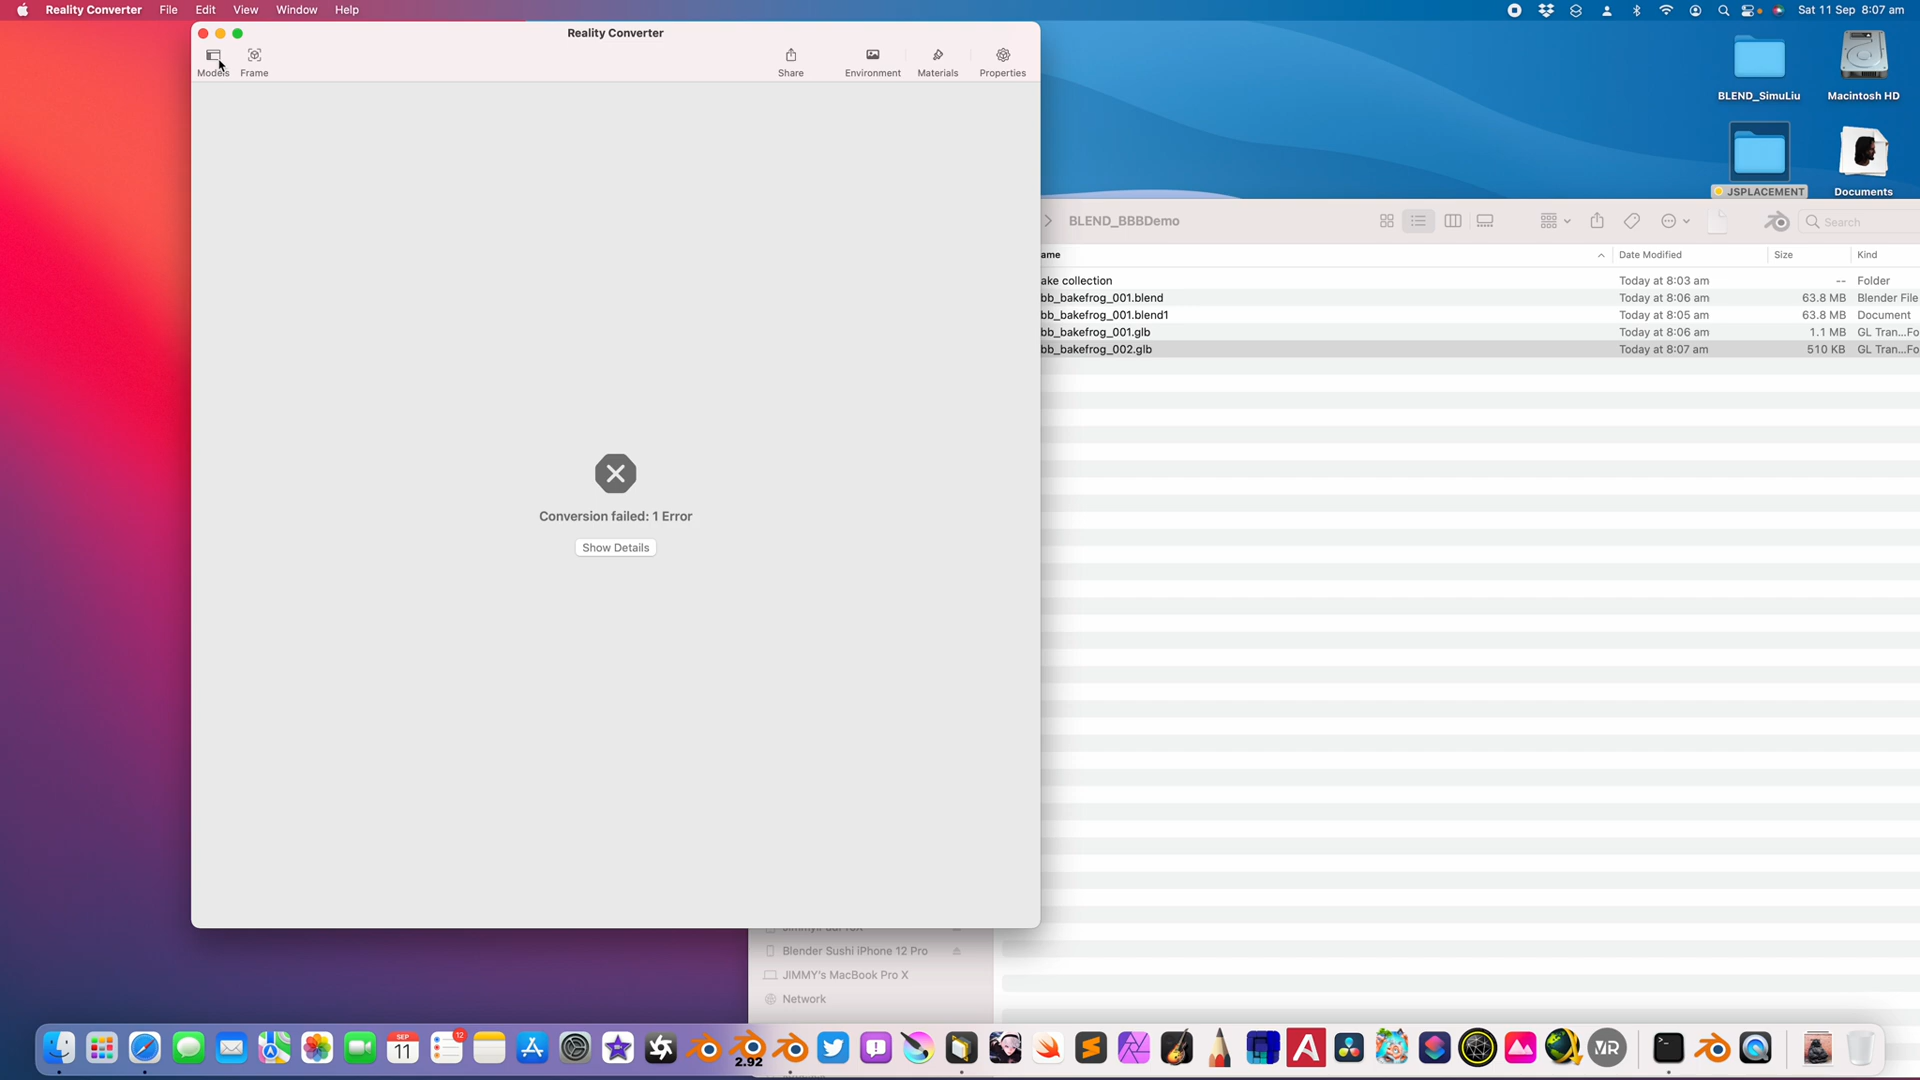 Reality Converter File Edit View Window Help
Sat 11 Sep 8:07 am
Reality Converter
Models Frame Share Environment Materials Properties
BLEND_SimuLiu Macintosh HD
JSPLACEMENT Documents
BLEND_BBBDemo
Search
ame Date Modified Size Kind
ake collection Today at 8:03 am -- Folder
bb_bakefrog_001.blend Today at 8:06 am 63.8 MB Blender File
bb_bakefrog_001.blend1 Today at 8:05 am 63.8 MB Document
bb_bakefrog_001.glb Today at 8:06 am 1.1 MB GL Tran...Fo
bb_bakefrog_002.glb Today at 8:07 am 510 KB GL Tran...Fo
Conversion failed: 1 Error
Show Details
Blender Sushi iPhone 12 Pro
JIMMY's MacBook Pro X
Network
SEP
11
12
2.92
VR